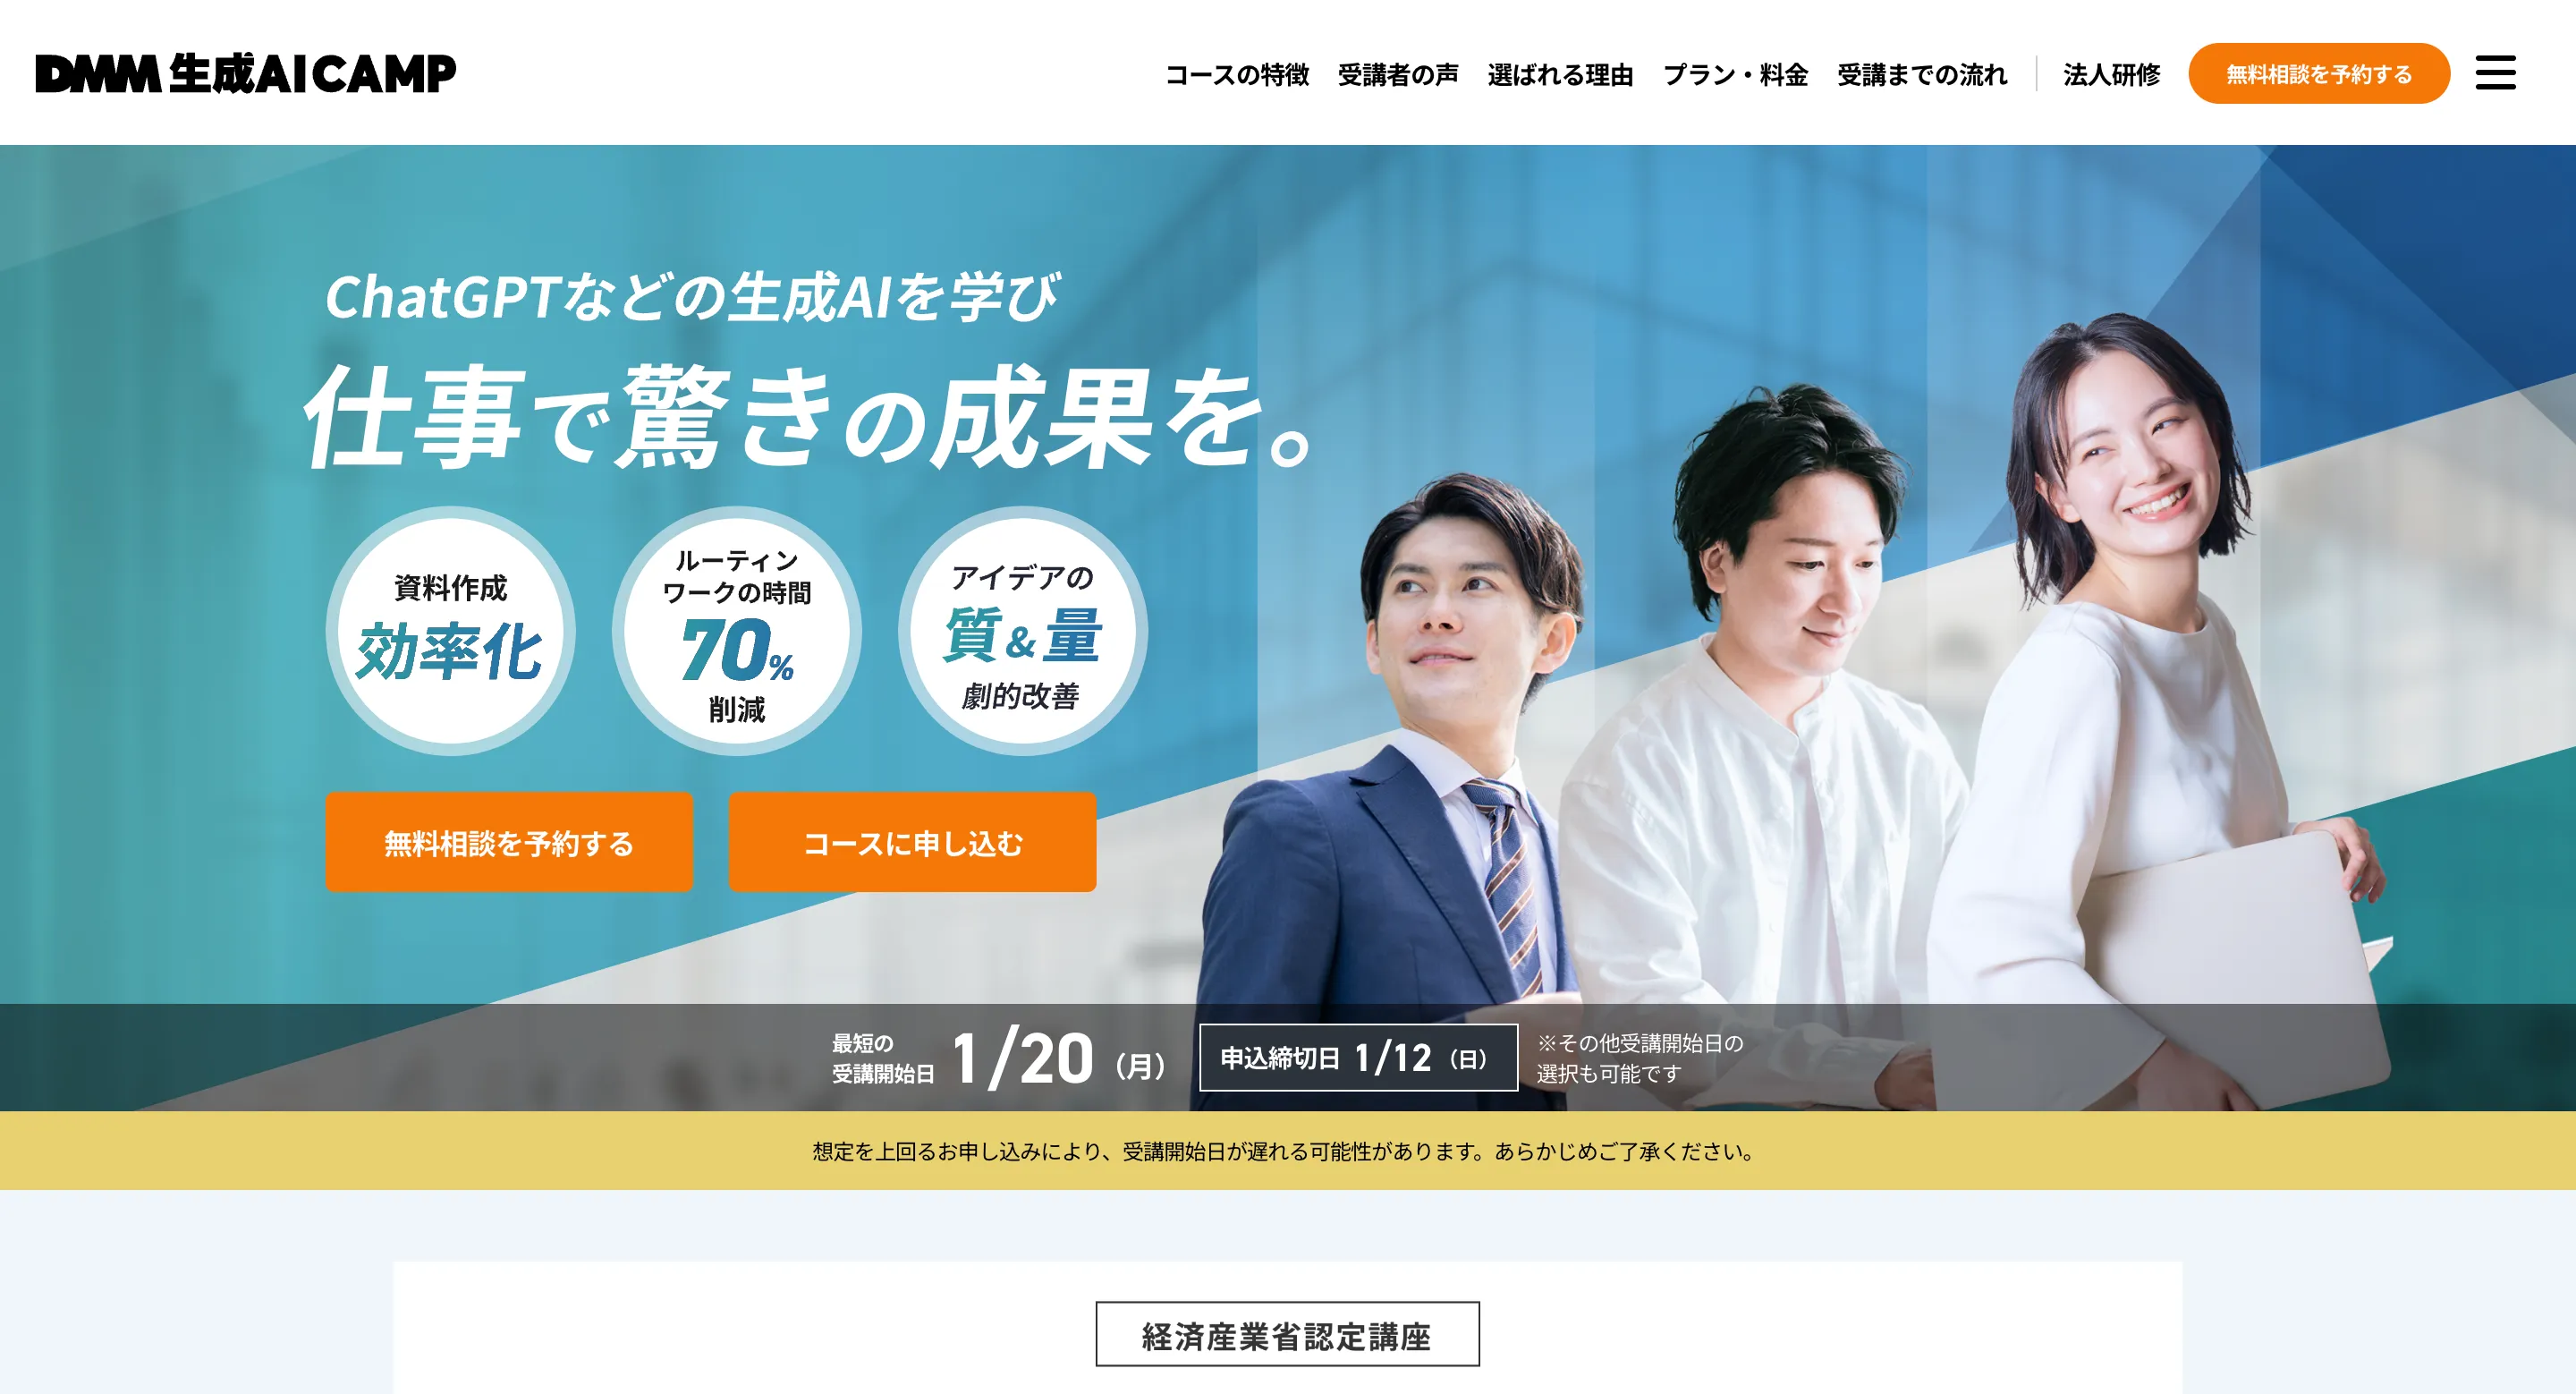 DMM 生成AI CAMP
コースの特徴
受講者の声
選ばれる理由
プラン・料金
受講までの流れ
法人研修
無料相談を予約する
ChatGPTなどの生成AIを学び
仕事で驚きの成果を。
資料作成
効率化
ルーティン
ワークの時間
70%
削減
アイデアの
質&量
劇的改善
無料相談を予約する
コースに申し込む
最短の
受講開始日
1/20（月）
申込締切日 1/12（日）
※その他受講開始日の
選択も可能です
想定を上回るお申し込みにより、受講開始日が遅れる可能性があります。あらかじめご了承ください。
経済産業省認定講座